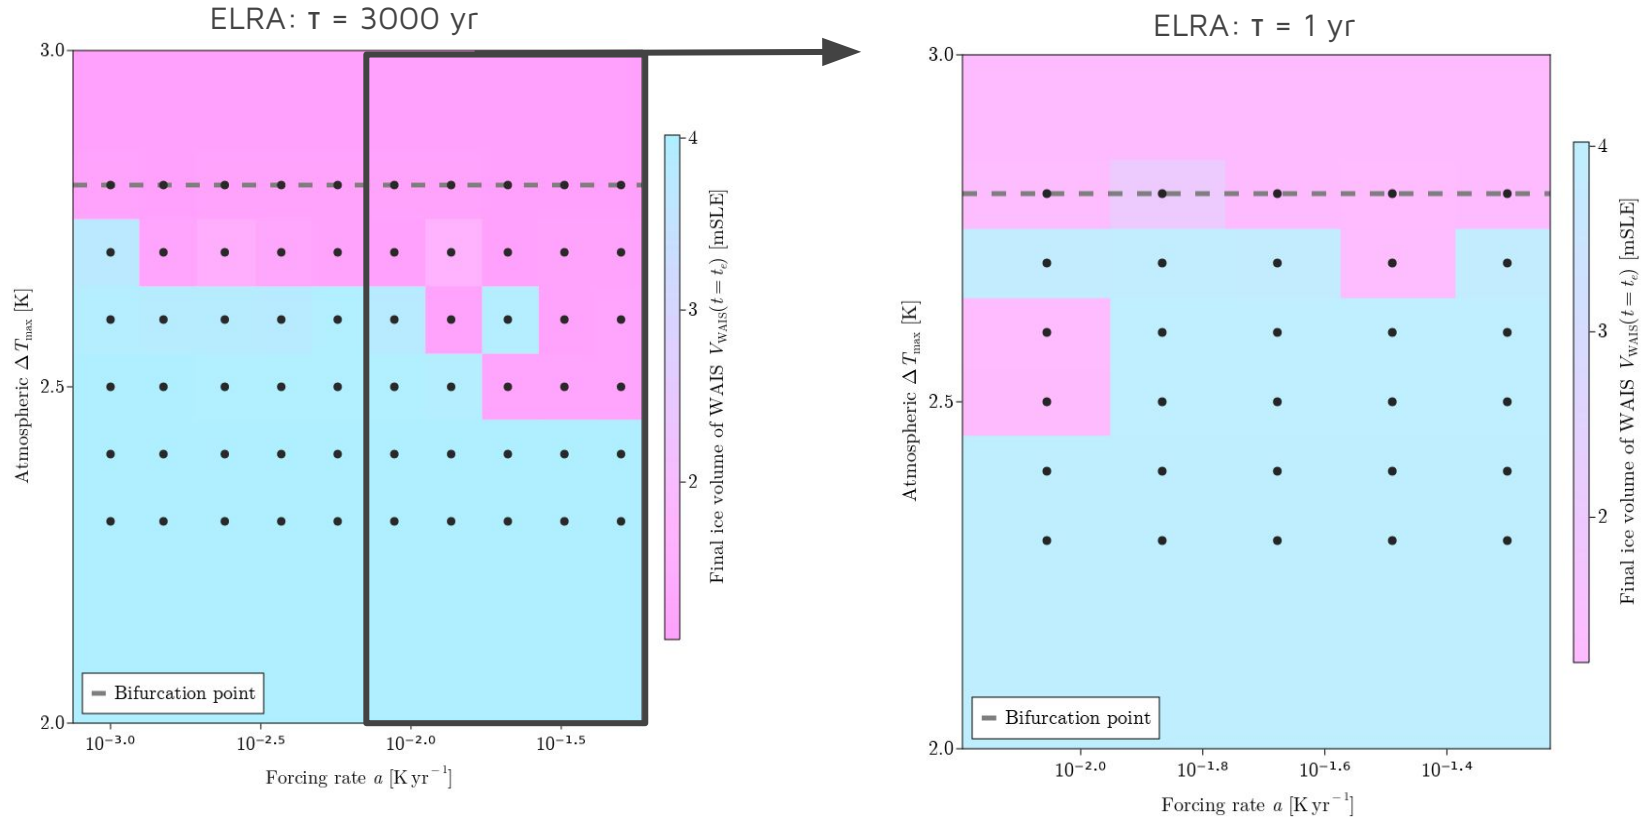 ELRA: τ = 3000 yr
3.0
2.5
2.0
Atmospheric Δ T_max [K]
Bifurcation point
10^−3.0
10^−2.5
10^−2.0
10^−1.5
Forcing rate a [K yr^−1]
4
3
2
Final ice volume of WAIS V_WAIS(t = t_e) [mSLE]
ELRA: τ = 1 yr
3.0
2.5
2.0
Atmospheric Δ T_max [K]
Bifurcation point
10^−2.0
10^−1.8
10^−1.6
10^−1.4
Forcing rate a [K yr^−1]
4
3
2
Final ice volume of WAIS V_WAIS(t = t_e) [mSLE]